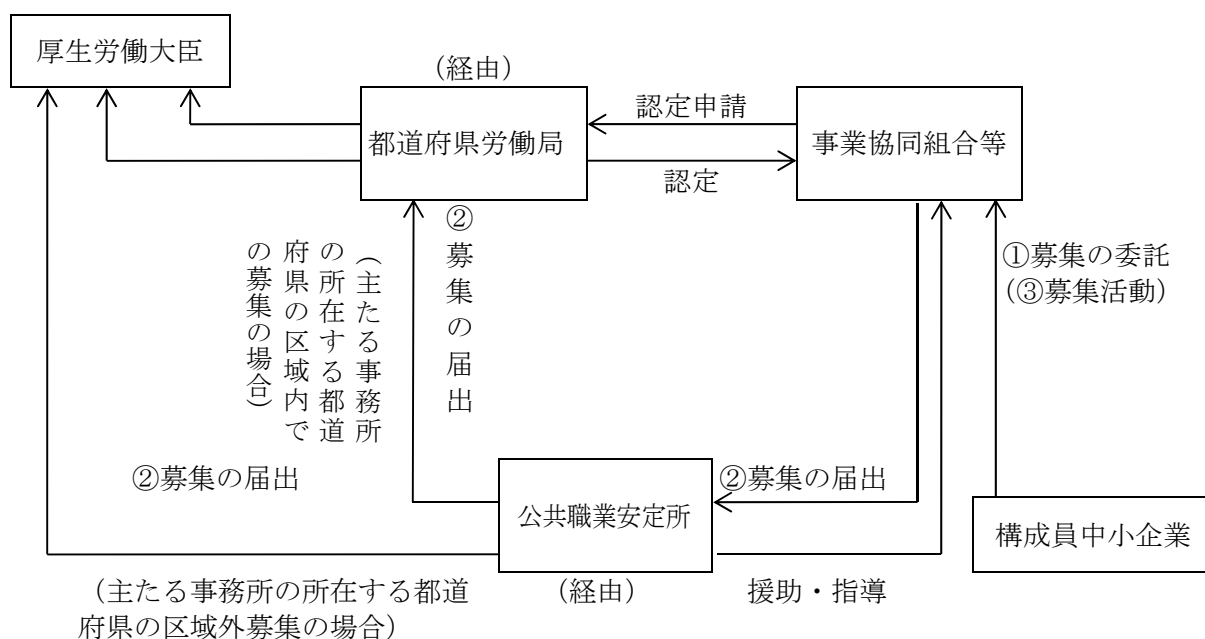 厚生労働大臣
(経由)
都道府県労働局
認定申請
認定
事業協同組合等
②募集の届出
(主たる事務所
の所在する都道
府県の区域内で
の募集の場合)
①募集の委託
(③募集活動)
②募集の届出
②募集の届出
公共職業安定所
構成員中小企業
(主たる事務所の所在する都道
府県の区域外募集の場合)
(経由)
援助・指導